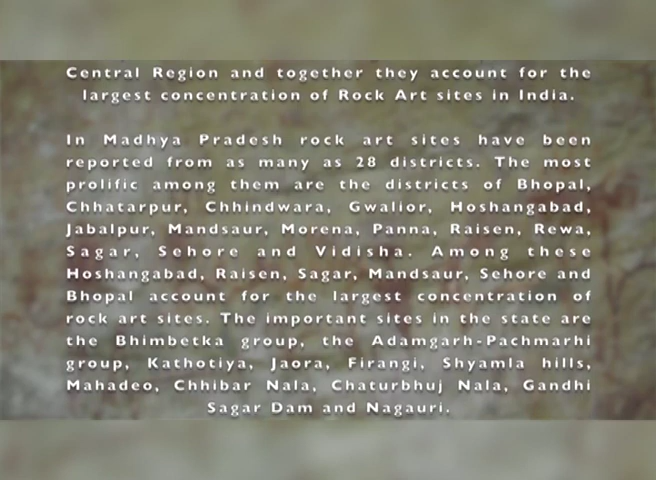 Central Region and together they account for the
largest concentration of Rock Art sites in India.
In Madhya Pradesh rock art sites have been
reported from as many as 28 districts. The most
prolific among them are the districts of Bhopal,
Chhatarpur, Chhindwara, Gwalior, Hoshangabad,
Jabalpur, Mandsaur, Morena, Panna, Raisen, Rewa,
Sagar, Sehore and Vidisha. Among these
Hoshangabad, Raisen, Sagar, Mandsaur, Sehore and
Bhopal account for the largest concentration of
rock art sites. The important sites in the state are
the Bhimbetka group, the Adamgarh-Pachmarhi
group, Kathotiya, Jaora, Firangi, Shyamla hills,
Mahadeo, Chhibar Nala, Chaturbhuj Nala, Gandhi
Sagar Dam and Nagauri.